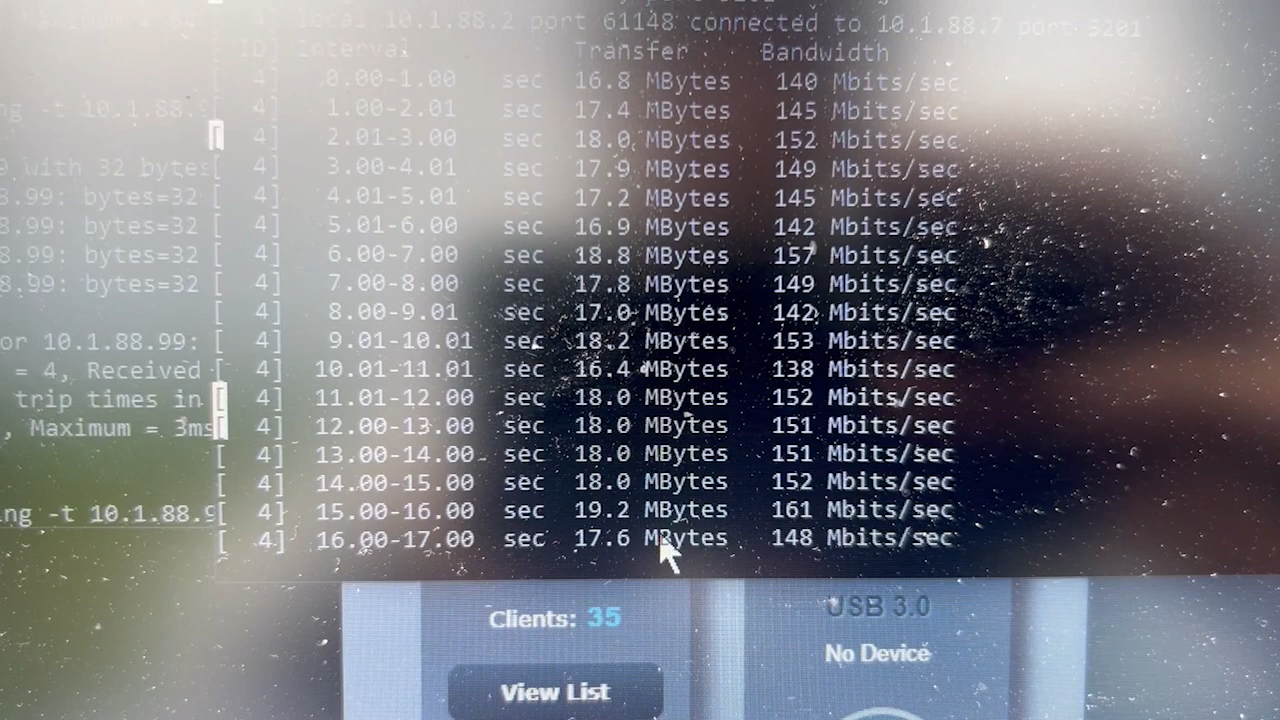 local 10.1.88.2 port 61148 connected to 10.1.88.7 port 5201
ID] Interval Transfer Bandwidth
4] 0.00-1.00 sec 16.8 MBytes 140 Mbits/sec
ng -t 10.1.88. 4] 1.00-2.01 sec 17.4 MBytes 145 Mbits/sec
[ 4] 2.01-3.00 sec 18.0 MBytes 152 Mbits/sec
with 32 bytes [ 4] 3.00-4.01 sec 17.9 MBytes 149 Mbits/sec
8.99: bytes=32 [ 4] 4.01-5.01 sec 17.2 MBytes 145 Mbits/sec
8.99: bytes=32 [ 4] 5.01-6.00 sec 16.9 MBytes 142 Mbits/sec
8.99: bytes=32 [ 4] 6.00-7.00 sec 18.8 MBytes 157 Mbits/sec
8.99: bytes=32 [ 4] 7.00-8.00 sec 17.8 MBytes 149 Mbits/sec
[ 4] 8.00-9.01 sec 17.0 MBytes 142 Mbits/sec
or 10.1.88.99: [ 4] 9.01-10.01 sec 18.2 MBytes 153 Mbits/sec
= 4, Received [ 4] 10.01-11.01 sec 16.4 MBytes 138 Mbits/sec
trip times in [ 4] 11.01-12.00 sec 18.0 MBytes 152 Mbits/sec
, Maximum = 3ms [ 4] 12.00-13.00 sec 18.0 MBytes 151 Mbits/sec
[ 4] 13.00-14.00 sec 18.0 MBytes 151 Mbits/sec
[ 4] 14.00-15.00 sec 18.0 MBytes 152 Mbits/sec
ng -t 10.1.88.9 [ 4] 15.00-16.00 sec 19.2 MBytes 161 Mbits/sec
[ 4] 16.00-17.00 sec 17.6 MBytes 148 Mbits/sec
Clients: 35
View List
USB 3.0
No Device